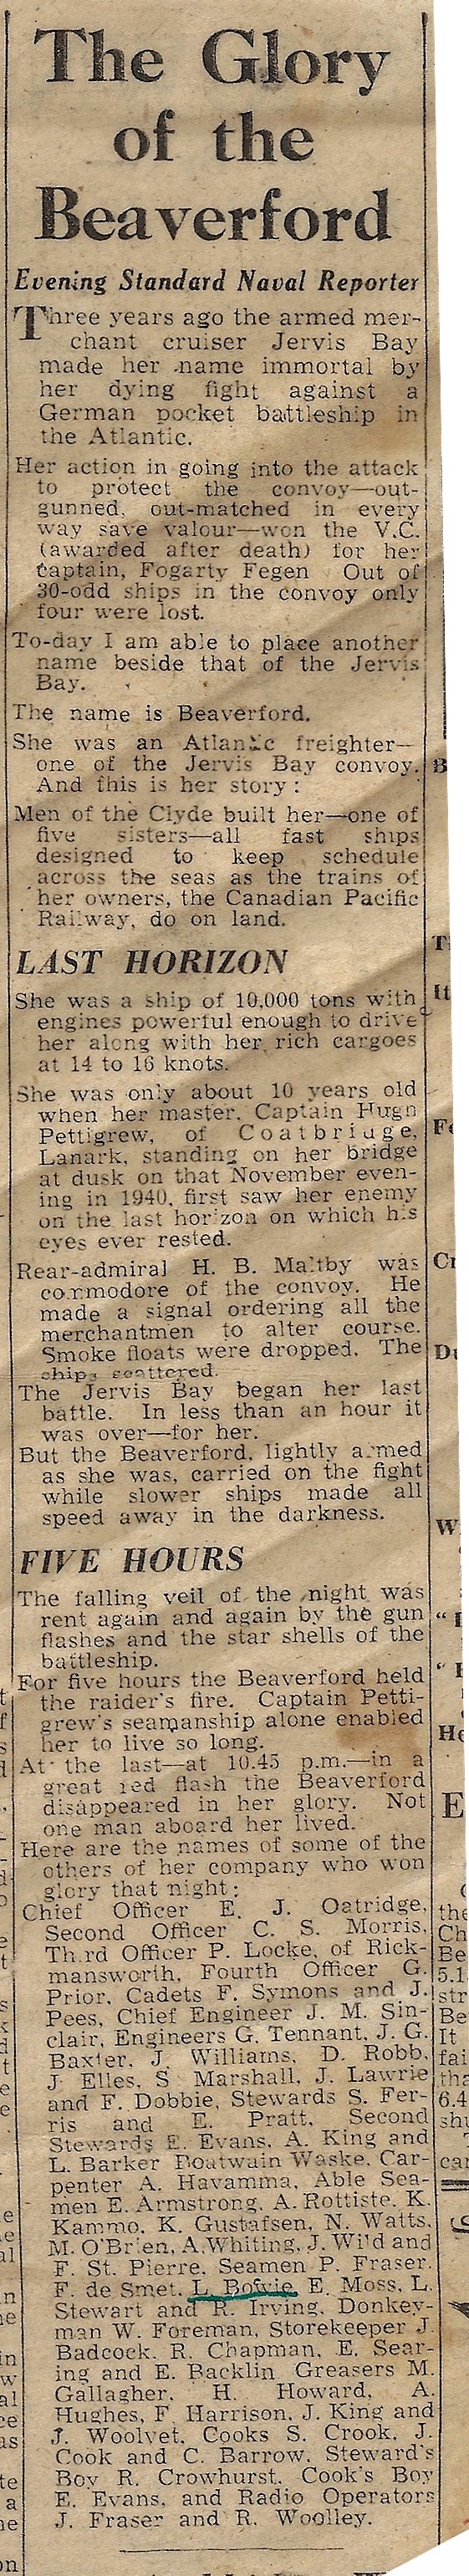 The Glory
of the
Beaverford
Evening Standard Naval Reporter
Three years ago the armed mer-
chant cruiser Jervis Bay
made her name immortal by
her dying fight against a
German pocket battleship in
the Atlantic.
Her action in going into the attack
to protect the convoy—out-
gunned, out-matched in every
way save valour—won the V.C.
(awarded after death) for her
Captain, Fogarty Fegen Out of
30-odd ships in the convoy only
four were lost.
To-day I am able to place another
name beside that of the Jervis
Bay.
The name is Beaverford.
She was an Atlantic freighter—
one of the Jervis Bay convoy.
And this is her story:
Men of the Clyde built her—one of
five sisters—all fast ships
designed to keep schedule
across the seas as the trains of
her owners, the Canadian Pacific
Railway, do on land.
LAST HORIZON
She was a ship of 10,000 tons with
engines powerful enough to drive
her along with her rich cargoes
at 14 to 16 knots.
She was only about 10 years old
when her master, Captain Hugh
Pettigrew, of Coatbridge,
Lanark, standing on her bridge
at dusk on that November even-
ing in 1940, first saw her enemy
on the last horizon on which his
eyes ever rested.
Rear-admiral H. B. Maltby was
commodore of the convoy. He
made a signal ordering all the
merchantmen to alter course.
Smoke floats were dropped. The
ships scattered.
The Jervis Bay began her last
battle. In less than an hour it
was over—for her.
But the Beaverford, lightly armed
as she was, carried on the fight
while slower ships made all
speed away in the darkness.
FIVE HOURS
The falling veil of the night was
rent again and again by the gun
flashes and the star shells of the
battleship.
For five hours the Beaverford held
the raider's fire. Captain Petti-
grew's seamanship alone enabled
her to live so long.
At the last—at 10.45 p.m.—in a
great red flash the Beaverford
disappeared in her glory. Not
one man aboard her lived.
Here are the names of some of the
others of her company who won
glory that night:
Chief Officer E. J. Oatridge,
Second Officer C. S. Morris,
Third Officer P. Locke, of Rick-
mansworth, Fourth Officer G.
Prior, Cadets F. Symons and J.
Pees, Chief Engineer J. M. Sin-
clair, Engineers G. Tennant, J. G.
Baxter, J. Williams, D. Robb,
J Elles, S Marshall, J. Lawrie
and F. Dobbie, Stewards S. Fer-
ris and E. Pratt, Second
Stewards E. Evans, A. King and
L. Barker Boatwain Waske. Car-
penter A. Havamma, Able Sea-
men E. Armstrong, A. Rottiste, K.
Kammo, K. Gustafsen, N. Watts,
M. O'Brien, A. Whiting, J. Wild and
F. St. Pierre, Seamen P. Fraser,
F. de Smet, L. Bowie, E. Moss, L.
Stewart and R. Irving, Donkey-
man W. Foreman, Storekeeper J.
Badcock, R. Chapman, E. Sear-
ing and E. Backlin Greasers M.
Gallagher, H. Howard, A.
Hughes, F. Harrison, J. King and
J. Woolvet, Cooks S. Crook, J.
Cook and C. Barrow, Steward's
Boy R. Crowhurst, Cook's Boy
E. Evans, and Radio Operators
J. Fraser and R. Woolley.